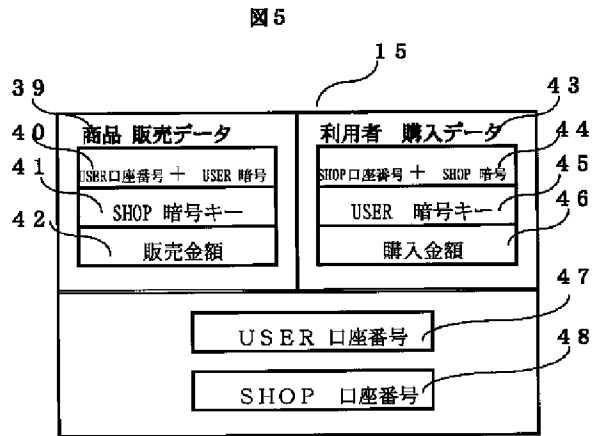 図5
15
39
43
商品 販売データ
利用者 購入データ
40
44
USER口座番号 + USER 暗号
SHOP口座番号 + SHOP 暗号
41
45
SHOP 暗号キー
USER 暗号キー
42
46
販売金額
購入金額
47
USER 口座番号
48
SHOP 口座番号